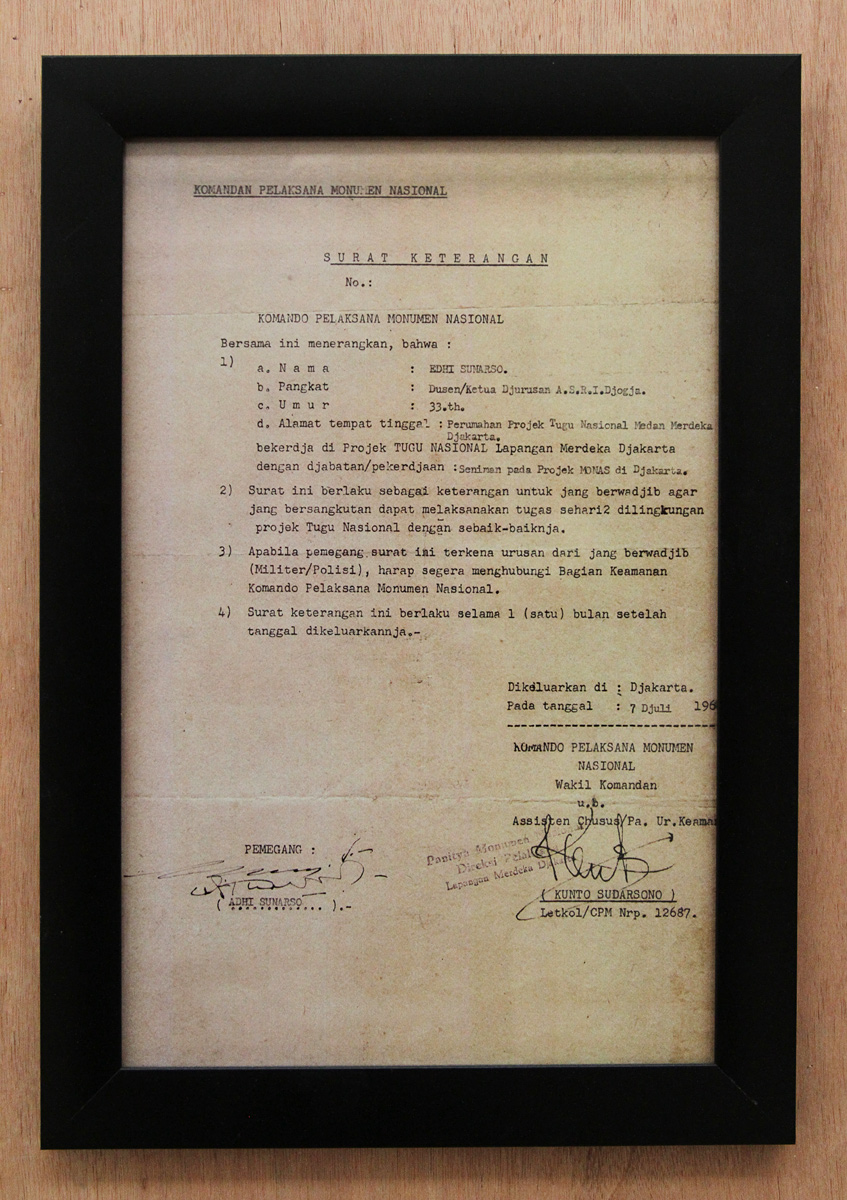 KOMANDAN PELAKSANA MONUMEN NASIONAL
SURAT KETERANGAN
No.:
KOMANDO PELAKSANA MONUMEN NASIONAL
Bersama ini menerangkan, bahwa :
1) a. Nama : EDHI SUNARSO.
b. Pangkat : Dusen/Ketua Djurusan A.S.R.I.Djogja.
c. Umur : 33.th.
d. Alamat tempat tinggal : Perumahan Projek Tugu Nasional Medan Merdeka
Djakarta.
bekerdja di Projek TUGU NASIONAL Lapangan Merdeka Djakarta
dengan djabatan/pekerdjaan :Seniman pada Projek MONAS di Djakarta.
2) Surat ini berlaku sebagai keterangan untuk jang berwadjib agar
jang bersangkutan dapat melaksanakan tugas sehari2 dilingkungan
projek Tugu Nasional dengan sebaik-baiknja.
3) Apabila pemegang surat ini terkena urusan dari jang berwadjib
(Militer/Polisi), harap segera menghubungi Bagian Keamanan
Komando Pelaksana Monumen Nasional.
4) Surat keterangan ini berlaku selama 1 (satu) bulan setelah
tanggal dikeluarkannja.-
Dikeluarkan di : Djakarta.
Pada tanggal : 7 Djuli 196
KOMANDO PELAKSANA MONUMEN
NASIONAL
Wakil Komandan
u.b.
Assisten Chusus/Pa. Ur.Keama
PEMEGANG :
Panitya Monumen
Direksi
Lapangan Merdeka
( ADHI SUNARSO ).-
( KUNTO SUDARSONO )
Letkol/CPM Nrp. 12687.